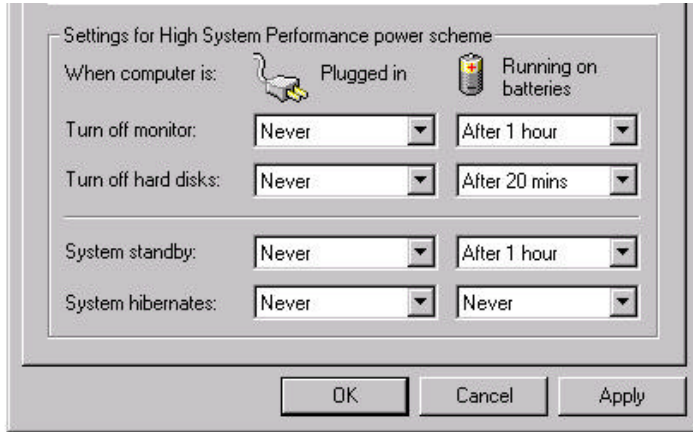 Settings for High System Performance power scheme
When computer is: Plugged in Running on
batteries
Turn off monitor: Never After 1 hour
Turn off hard disks: Never After 20 mins
System standby: Never After 1 hour
System hibernates: Never Never
OK Cancel Apply